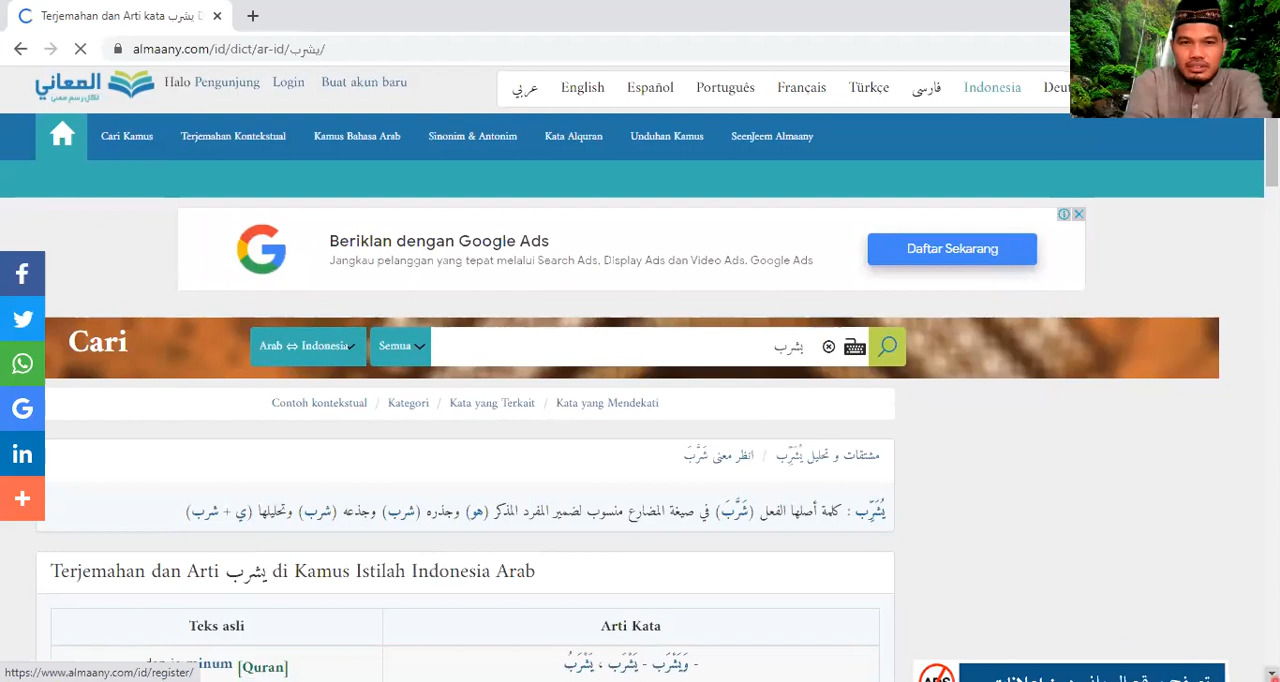 Terjemahan dan Arti kata يشرب
almaany.com/id/dict/ar-id/يشرب/
المعاني
لكل رسم معنى
Halo Pengunjung Login Buat akun baru
عربي English Español Português Français Türkçe فارسی Indonesia Deu
Cari Kamus Terjemahan Kontekstual Kamus Bahasa Arab Sinonim & Antonim Kata Alquran Unduhan Kamus SeenJeem Almaany
G
Beriklan dengan Google Ads
Jangkau pelanggan yang tepat melalui Search Ads, Display Ads dan Video Ads. Google Ads
Daftar Sekarang
Cari
Arab ⇔ Indonesia Semua يشرب
Contoh kontekstual / Kategori / Kata yang Terkait / Kata yang Mendekati
مشتقات و تحليل يُشَرِّب / انظر معنى شَرَّبَ
يُشَرِّب : كلمة أصلها الفعل (شَرَّبَ) في صيغة المضارع منسوب لضمير المفرد المذكر (هو) وجذره (شرب) وجذعه (شرب) وتحليلها (ي + شرب)
Terjemahan dan Arti يشرب di Kamus Istilah Indonesia Arab
Teks asli Arti Kata
minum [Quran] - وَيَشْرَب - يَشْرَب ، يَشْرَبُ
https://www.almaany.com/id/register/